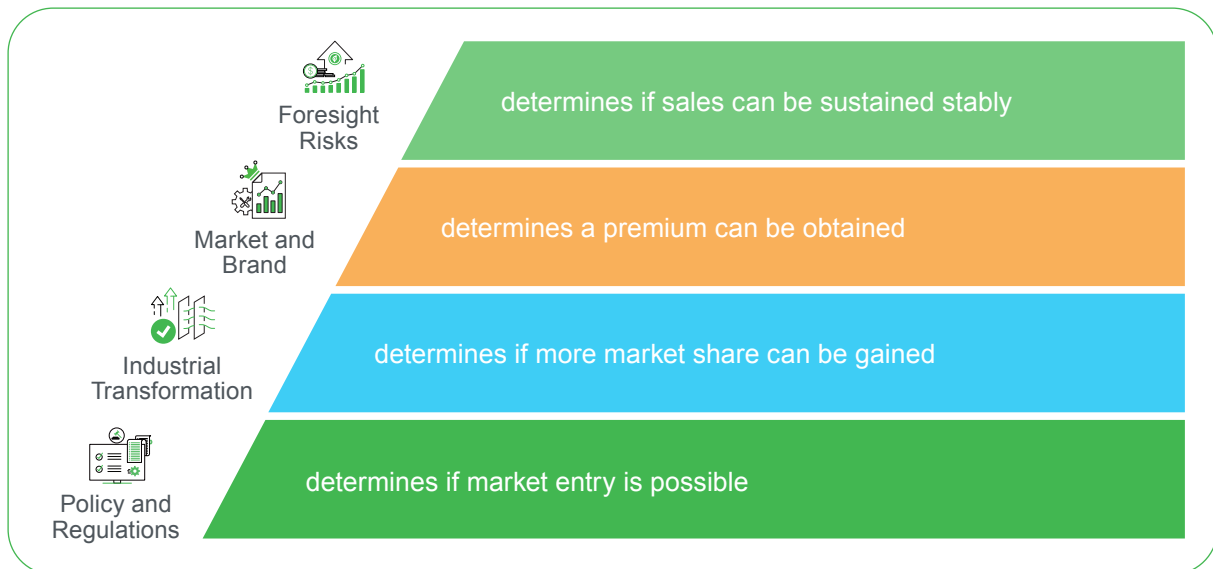 Foresight
Risks
determines if sales can be sustained stably
Market and
Brand
determines a premium can be obtained
Industrial
Transformation
determines if more market share can be gained
Policy and
Regulations
determines if market entry is possible